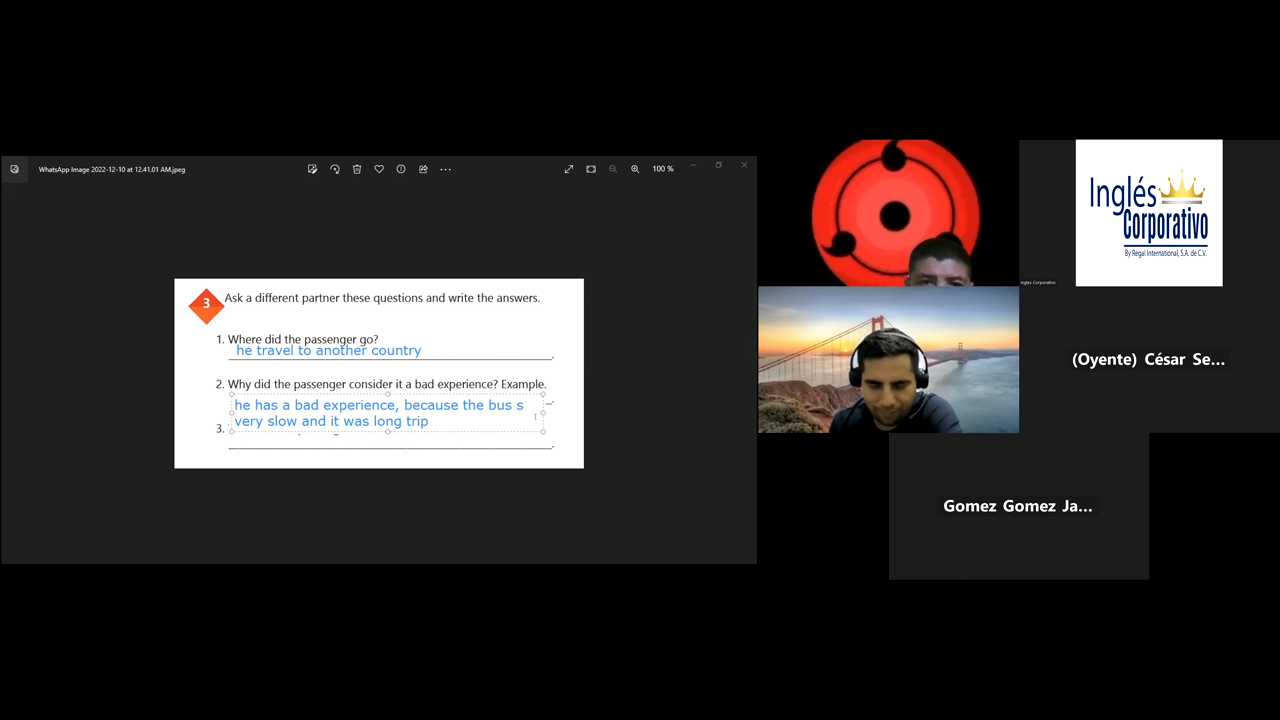 WhatsApp Image 2022-12-10 at 12.41.01 AM.jpeg
100 %
3
Ask a different partner these questions and write the answers.
1. Where did the passenger go?
he travel to another country
2. Why did the passenger consider it a bad experience? Example.
he has a bad experience, because the bus s
very slow and it was long trip
3.
Inglés
Corporativo
By Regal International, S.A. de C.V.
Ingles Corporativo
(Oyente) César Se...
Gomez Gomez Ja...